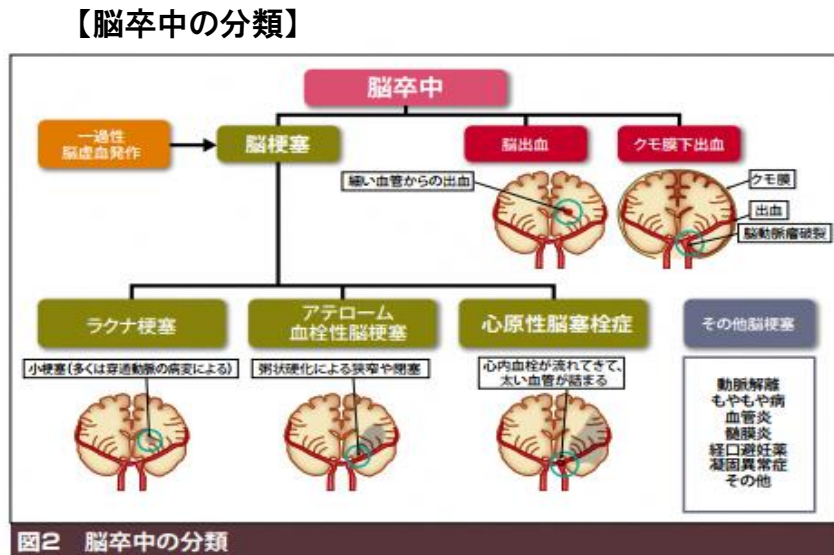 【脳卒中の分類】
脳卒中
一過性
脳虚血発作
脳梗塞
脳出血
クモ膜下出血
細い血管からの出血
クモ膜
出血
脳動脈瘤破裂
ラクナ梗塞
アテローム
血栓性脳梗塞
心原性脳塞栓症
その他脳梗塞
小梗塞(多くは穿通動脈の病変による)
粥状硬化による狭窄や閉塞
心内血栓が流れてきて、
太い血管が詰まる
動脈解離
もやもや病
血管炎
髄膜炎
経口避妊薬
凝固異常症
その他
図2 脳卒中の分類